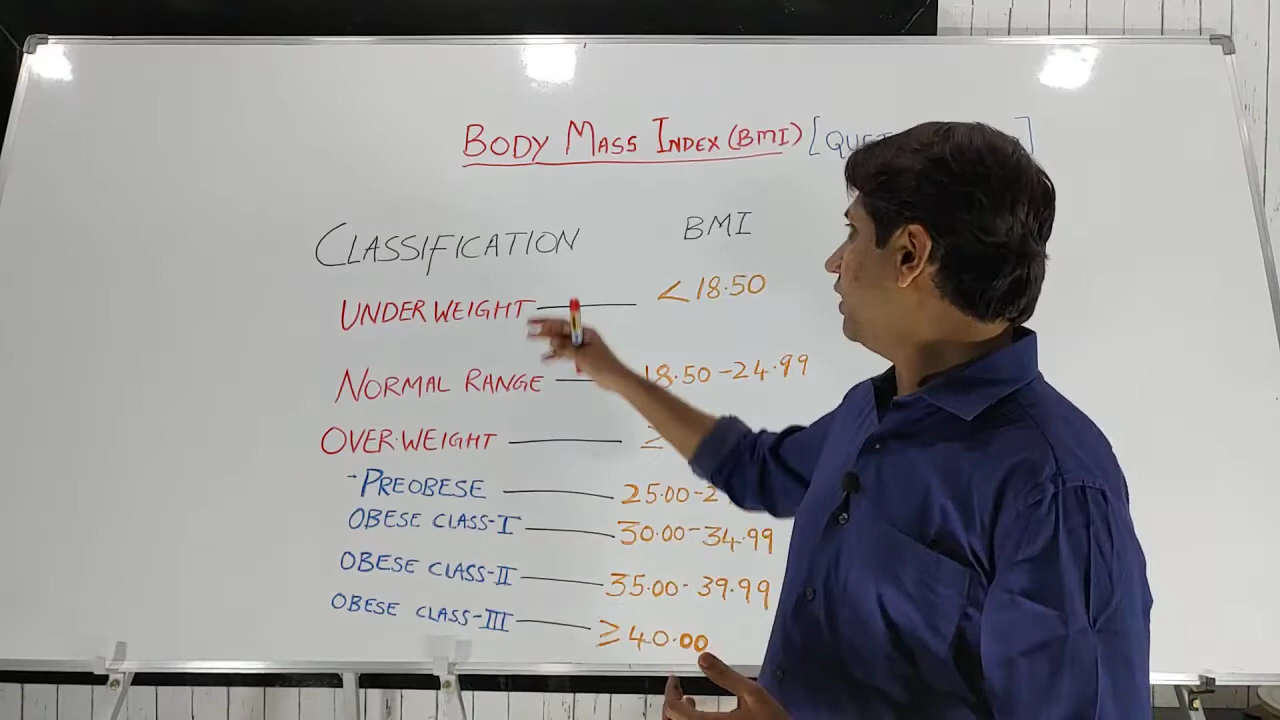 BODY MASS INDEX (BMI) [
CLASSIFICATION BMI
UNDERWEIGHT < 18.50
NORMAL RANGE 18.50 - 24.99
OVERWEIGHT ≥
- PREOBESE 25.00 - 2
OBESE CLASS-I 30.00 - 34.99
OBESE CLASS-II 35.00 - 39.99
OBESE CLASS-III ≥ 40.00